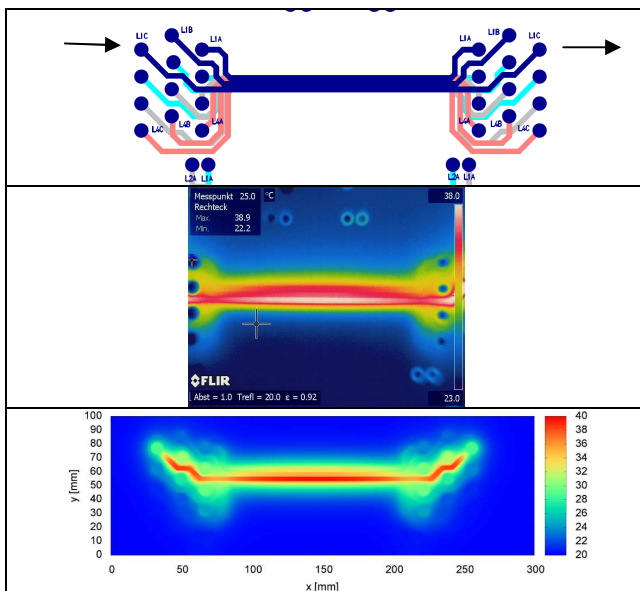 L1C
L1B
L1A
L1A
L1B
L1C
L4C
L4B
L4A
L4A
L4B
L4C
L2A
L1A
L2A
L1A
Messpunkt 25.0 °C
Rechteck
Max. 38.9
Min. 22.2
38.0
FLIR
Abst = 1.0 Trefl = 20.0 ε = 0.92
23.0
100
90
80
70
60
50
40
30
20
10
0
y [mm]
0 50 100 150 200 250 300
x [mm]
40
38
36
34
32
30
28
26
24
22
20